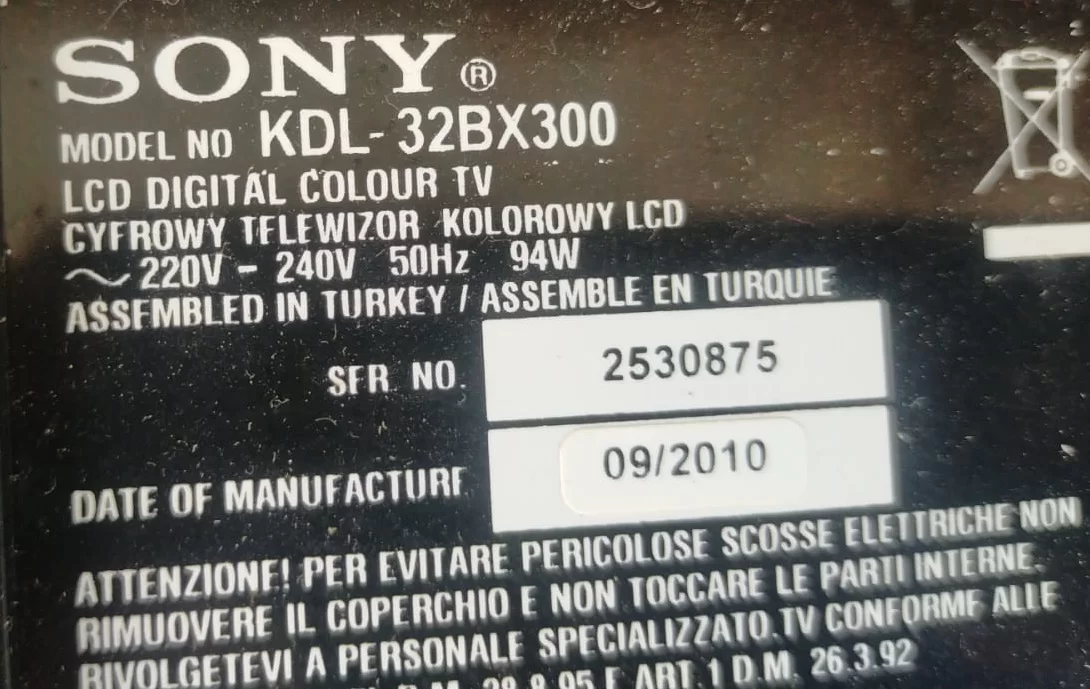 SONY®
MODEL NO KDL-32BX300
LCD DIGITAL COLOUR TV
CYFROWY TELEWIZOR KOLOROWY LCD
~ 220V - 240V 50Hz 94W
ASSEMBLED IN TURKEY / ASSEMBLE EN TURQUIE
SER. NO. 2530875
DATE OF MANUFACTURE 09/2010
ATTENZIONE! PER EVITARE PERICOLOSE SCOSSE ELETTRICHE NON
RIMUOVERE IL COPERCHIO E NON TOCCARE LE PARTI INTERNE.
RIVOLGETEVI A PERSONALE SPECIALIZZATO.TV CONFORME ALLE
D.M. 28.8.95 E ART.1 D.M. 26.3.92